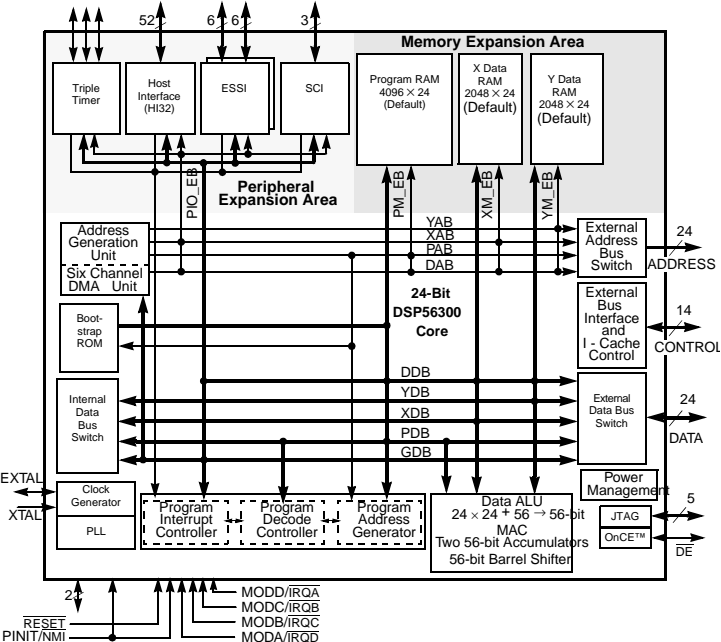 52
6
6
3
Memory Expansion Area
Triple
Timer
Host
Interface
(HI32)
ESSI
SCI
Program RAM
4096 × 24
(Default)
X Data
RAM
2048 × 24
(Default)
Y Data
RAM
2048 × 24
(Default)
PIO_EB
Peripheral
Expansion Area
PM_EB
XM_EB
YM_EB
Address
Generation
Unit
Six Channel
DMA Unit
YAB
XAB
PAB
DAB
External
Address
Bus
Switch
24
ADDRESS
24-Bit
DSP56300
Core
Boot-
strap
ROM
External
Bus
Interface
and
I - Cache
Control
14
CONTROL
DDB
YDB
XDB
PDB
GDB
Internal
Data
Bus
Switch
External
Data Bus
Switch
24
DATA
EXTAL
XTAL
Clock
Generator
PLL
Program
Interrupt
Controller
Program
Decode
Controller
Program
Address
Generator
Data ALU
24 × 24 + 56 → 56-bit
MAC
Two 56-bit Accumulators
56-bit Barrel Shifter
Power
Management
JTAG
5
OnCE™
DE
2
RESET
PINIT/NMI
MODD/IRQA
MODC/IRQB
MODB/IRQC
MODA/IRQD